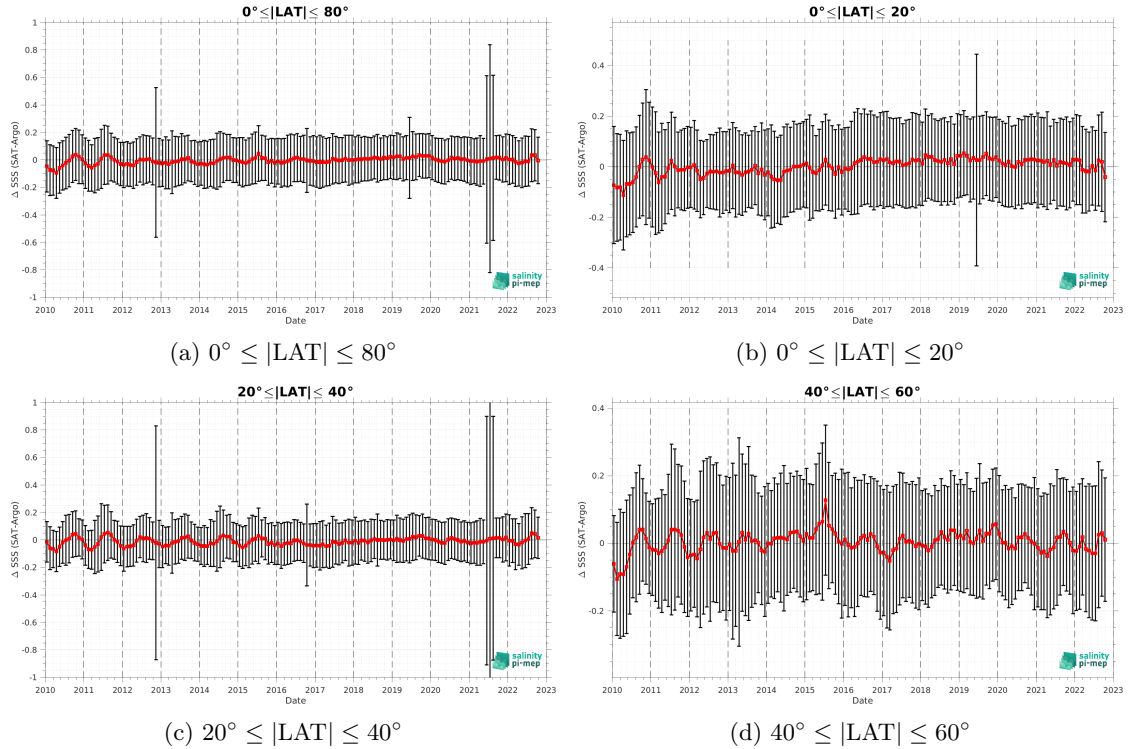 0°≤|LAT|≤ 80°
1
0.8
0.6
0.4
0.2
0
-0.2
-0.4
-0.6
-0.8
-1
Δ SSS (SAT-Argo)
2010 2011 2012 2013 2014 2015 2016 2017 2018 2019 2020 2021 2022 2023
Date
salinity
pi-mep
(a) 0° ≤ |LAT| ≤ 80°
0°≤|LAT|≤ 20°
0.4
0.2
0
-0.2
-0.4
Δ SSS (SAT-Argo)
2010 2011 2012 2013 2014 2015 2016 2017 2018 2019 2020 2021 2022 2023
Date
salinity
pi-mep
(b) 0° ≤ |LAT| ≤ 20°
20°≤|LAT|≤ 40°
1
0.8
0.6
0.4
0.2
0
-0.2
-0.4
-0.6
-0.8
-1
Δ SSS (SAT-Argo)
2010 2011 2012 2013 2014 2015 2016 2017 2018 2019 2020 2021 2022 2023
Date
salinity
pi-mep
(c) 20° ≤ |LAT| ≤ 40°
40°≤|LAT|≤ 60°
0.4
0.2
0
-0.2
Δ SSS (SAT-Argo)
2010 2011 2012 2013 2014 2015 2016 2017 2018 2019 2020 2021 2022 2023
Date
salinity
pi-mep
(d) 40° ≤ |LAT| ≤ 60°